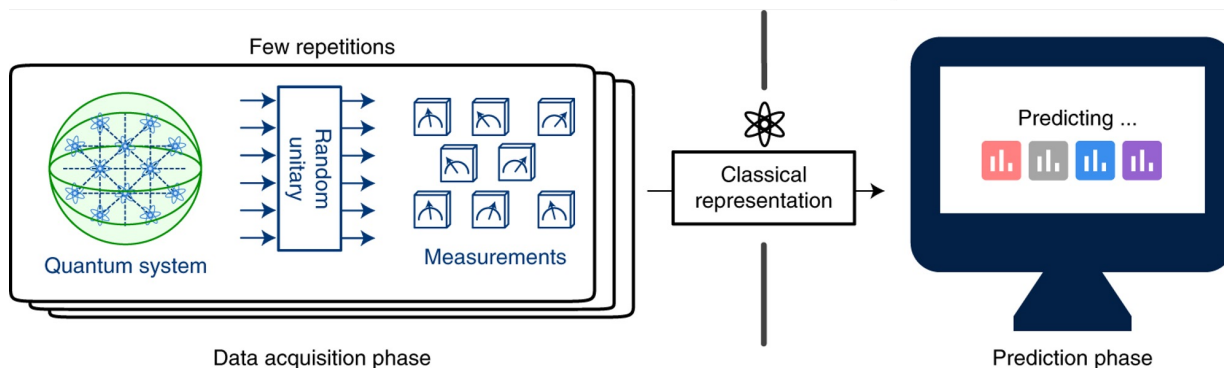 Few repetitions
Quantum system
Random
unitary
Measurements
Data acquisition phase
Classical
representation
Predicting ...
Prediction phase